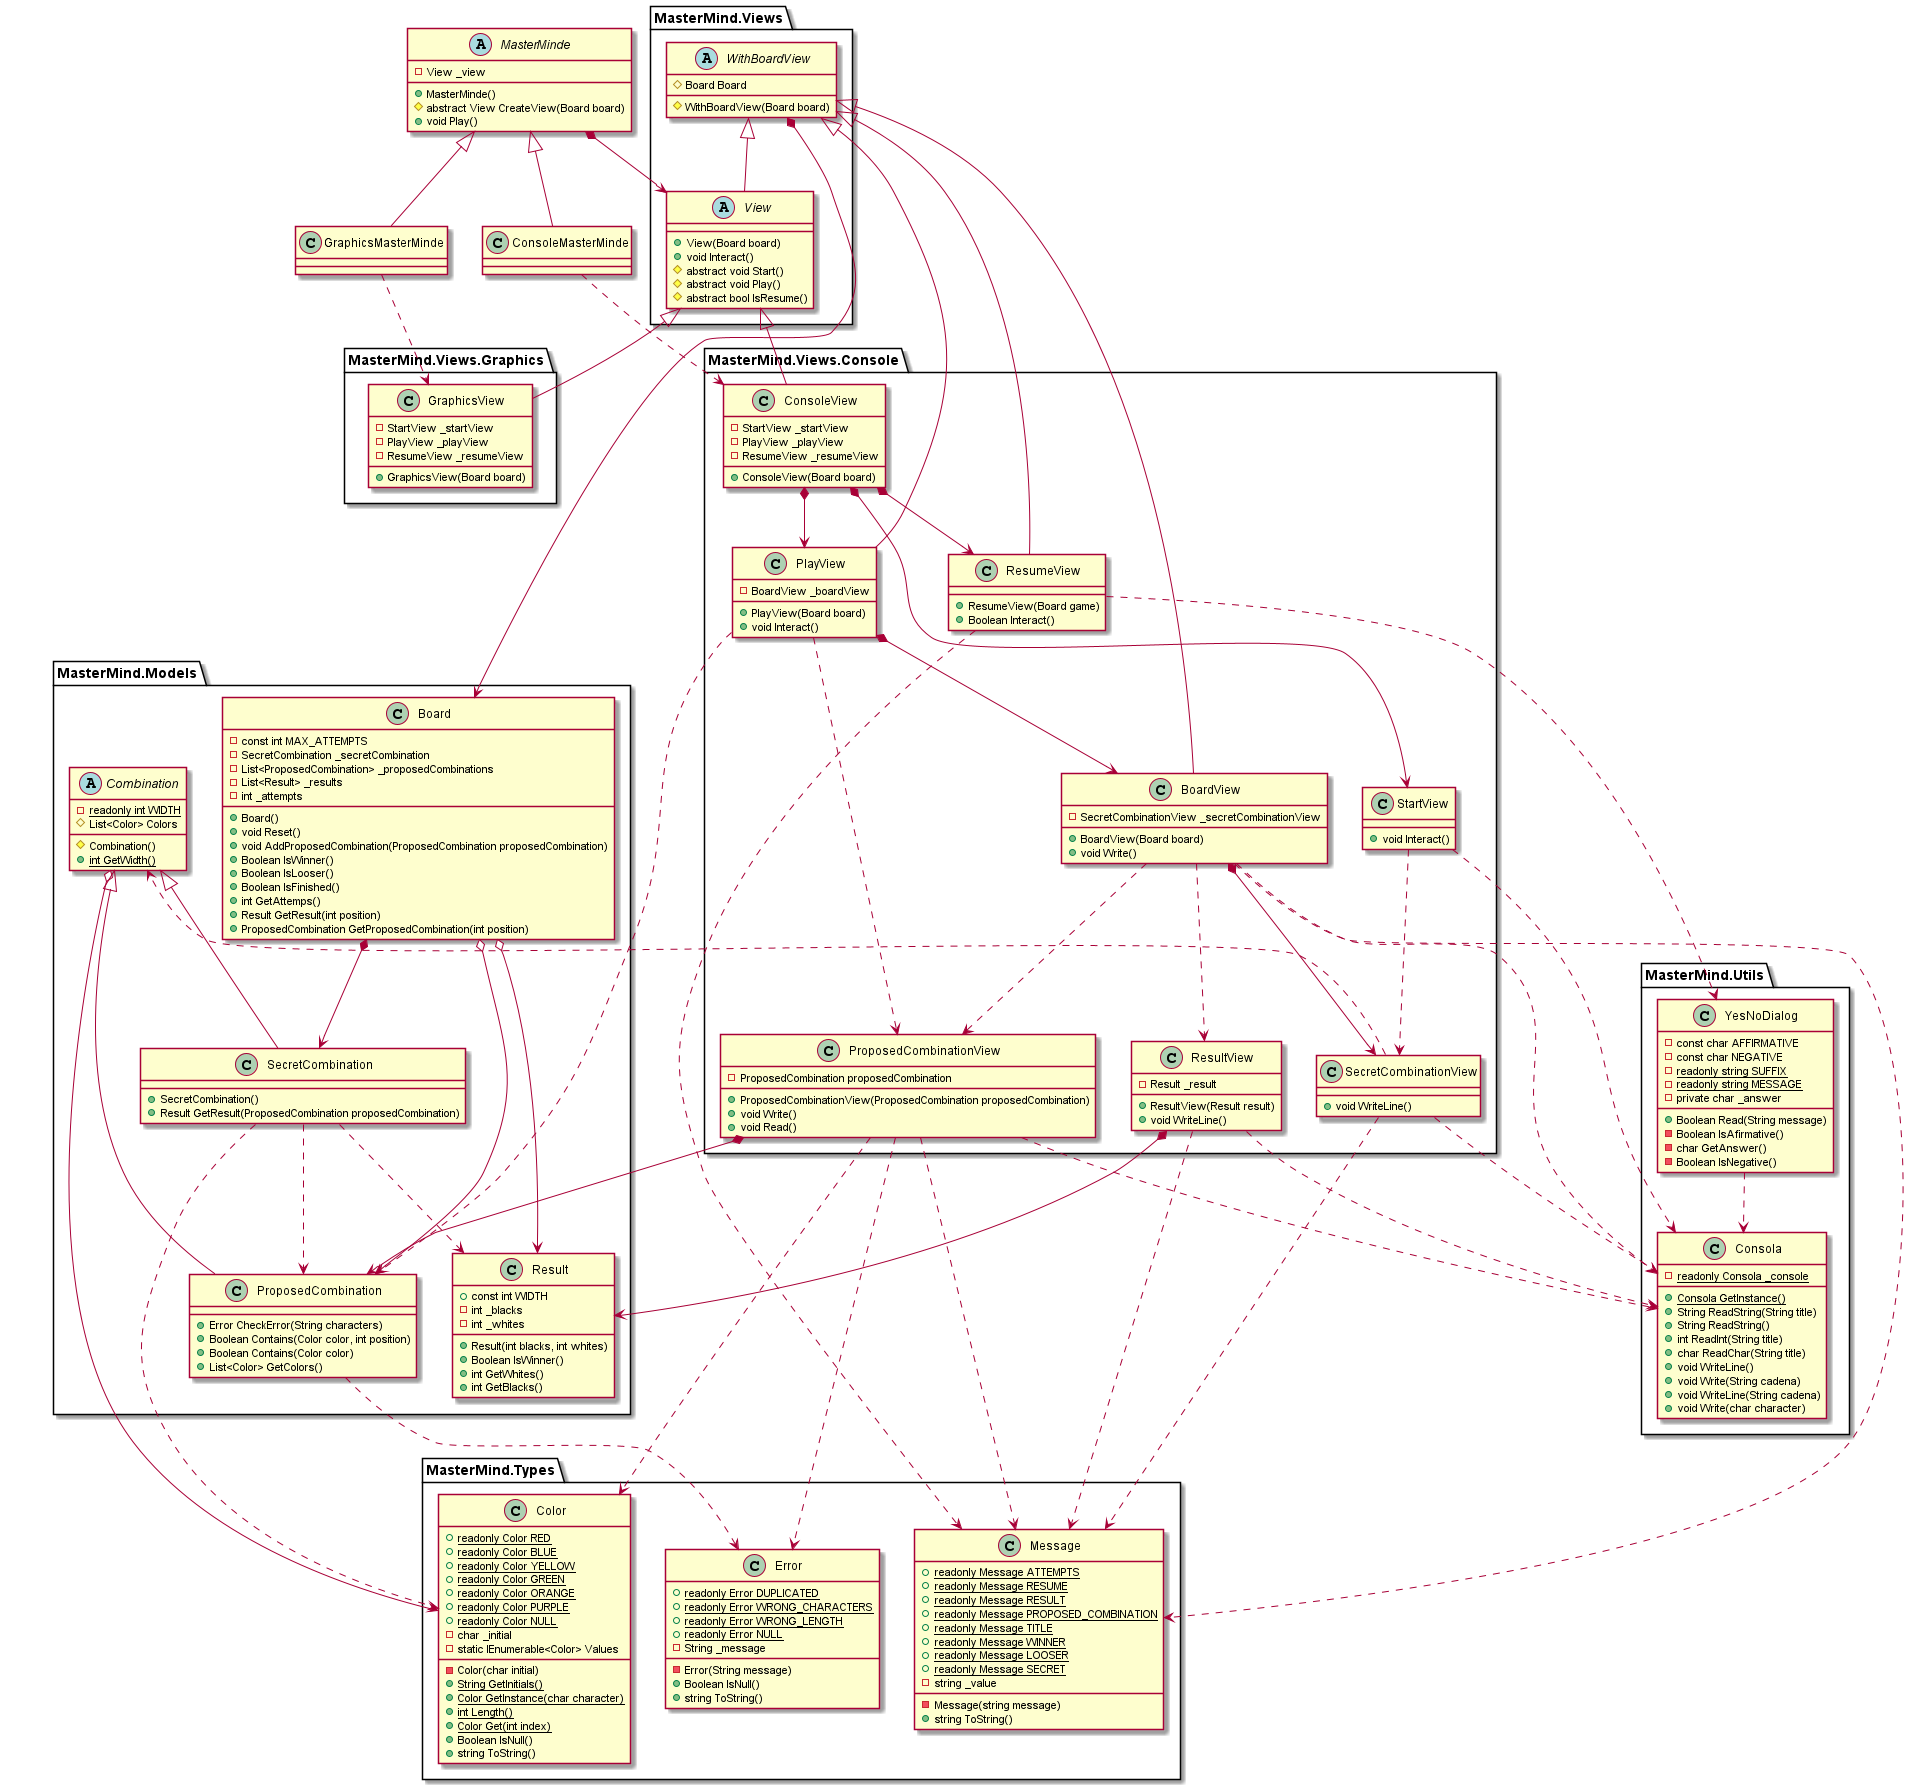 MasterMind.Views
A MasterMinde
View _view
MasterMinde()
abstract View CreateView(Board board)
void Play()
A WithBoardView
Board Board
WithBoardView(Board board)
A View
View(Board board)
void Interact()
abstract void Start()
abstract void Play()
abstract bool IsResume()
C GraphicsMasterMinde
C ConsoleMasterMinde
MasterMind.Views.Graphics
C GraphicsView
StartView _startView
PlayView _playView
ResumeView _resumeView
GraphicsView(Board board)
MasterMind.Views.Console
C ConsoleView
StartView _startView
PlayView _playView
ResumeView _resumeView
ConsoleView(Board board)
C PlayView
BoardView _boardView
PlayView(Board board)
void Interact()
C ResumeView
ResumeView(Board game)
Boolean Interact()
MasterMind.Models
C Board
const int MAX_ATTEMPTS
SecretCombination _secretCombination
List<ProposedCombination> _proposedCombinations
List<Result> _results
int _attempts
Board()
void Reset()
void AddProposedCombination(ProposedCombination proposedCombination)
Boolean IsWinner()
Boolean IsLooser()
Boolean IsFinished()
int GetAttemps()
Result GetResult(int position)
ProposedCombination GetProposedCombination(int position)
A Combination
readonly int WIDTH
List<Color> Colors
Combination()
int GetWidth()
C BoardView
SecretCombinationView _secretCombinationView
BoardView(Board board)
void Write()
C StartView
void Interact()
C SecretCombination
SecretCombination()
Result GetResult(ProposedCombination proposedCombination)
C ProposedCombinationView
ProposedCombination proposedCombination
ProposedCombinationView(ProposedCombination proposedCombination)
void Write()
void Read()
C ResultView
Result _result
ResultView(Result result)
void WriteLine()
C SecretCombinationView
void WriteLine()
MasterMind.Utils
C YesNoDialog
const char AFFIRMATIVE
const char NEGATIVE
readonly string SUFFIX
readonly string MESSAGE
private char _answer
Boolean Read(String message)
Boolean IsAfirmative()
char GetAnswer()
Boolean IsNegative()
C Consola
readonly Consola _console
Consola GetInstance()
String ReadString(String title)
String ReadString()
int ReadInt(String title)
char ReadChar(String title)
void WriteLine()
void Write(String cadena)
void WriteLine(String cadena)
void Write(char character)
C ProposedCombination
Error CheckError(String characters)
Boolean Contains(Color color, int position)
Boolean Contains(Color color)
List<Color> GetColors()
C Result
const int WIDTH
int _blacks
int _whites
Result(int blacks, int whites)
Boolean IsWinner()
int GetWhites()
int GetBlacks()
MasterMind.Types
C Color
readonly Color RED
readonly Color BLUE
readonly Color YELLOW
readonly Color GREEN
readonly Color ORANGE
readonly Color PURPLE
readonly Color NULL
char _initial
static IEnumerable<Color> Values
Color(char initial)
String GetInitials()
Color GetInstance(char character)
int Length()
Color Get(int index)
Boolean IsNull()
string ToString()
C Error
readonly Error DUPLICATED
readonly Error WRONG_CHARACTERS
readonly Error WRONG_LENGTH
readonly Error NULL
String _message
Error(String message)
Boolean IsNull()
string ToString()
C Message
readonly Message ATTEMPTS
readonly Message RESUME
readonly Message RESULT
readonly Message PROPOSED_COMBINATION
readonly Message TITLE
readonly Message WINNER
readonly Message LOOSER
readonly Message SECRET
string _value
Message(string message)
string ToString()